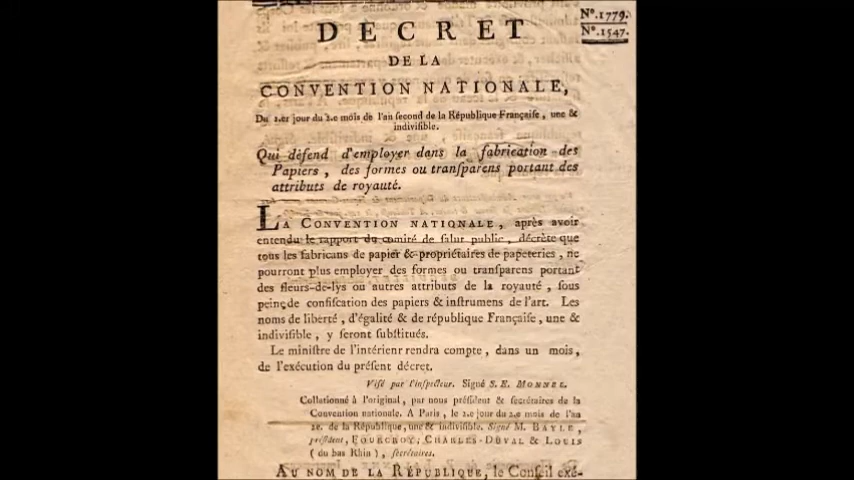 DECRET
Nº.1779.
Nº.1547.
DE LA
CONVENTION NATIONALE,
Du 1.er jour du 2.e mois de l'an ſecond de la République Françaiſe, une &
indiviſible.
Qui défend d'employer dans la fabrication des
Papiers, des formes ou tranſparens portant des
attributs de royauté.
LA CONVENTION NATIONALE, après avoir
entendu le rapport du comité de ſalut public, décrète que
tous les fabricans de papier & propriétaires de papeteries, ne
pourront plus employer des formes ou tranſparens portant
des fleurs-de-lys ou autres attributs de la royauté, ſous
peine de confiſcation des papiers & inſtrumens de l'art. Les
noms de liberté, d'égalité & de république Françaiſe, une &
indiviſible, y ſeront ſubſtitués.
Le miniſtre de l'intérieur rendra compte, dans un mois,
de l'exécution du préſent décret.
Viſé par l'inſpecteur. Signé S. E. MONNEL.
Collationné à l'original, par nous préſident & ſecrétaires de la
Convention nationale. A Paris, le 2.e jour du 2.e mois de l'an
2e. de la République, une & indiviſible. Signé M. BAYLE,
préſident, FOURCROY, CHARLES-DUVAL & LOUIS
(du bas Rhin), ſecrétaires.
AU NOM DE LA RÉPUBLIQUE, le Conſeil exé-